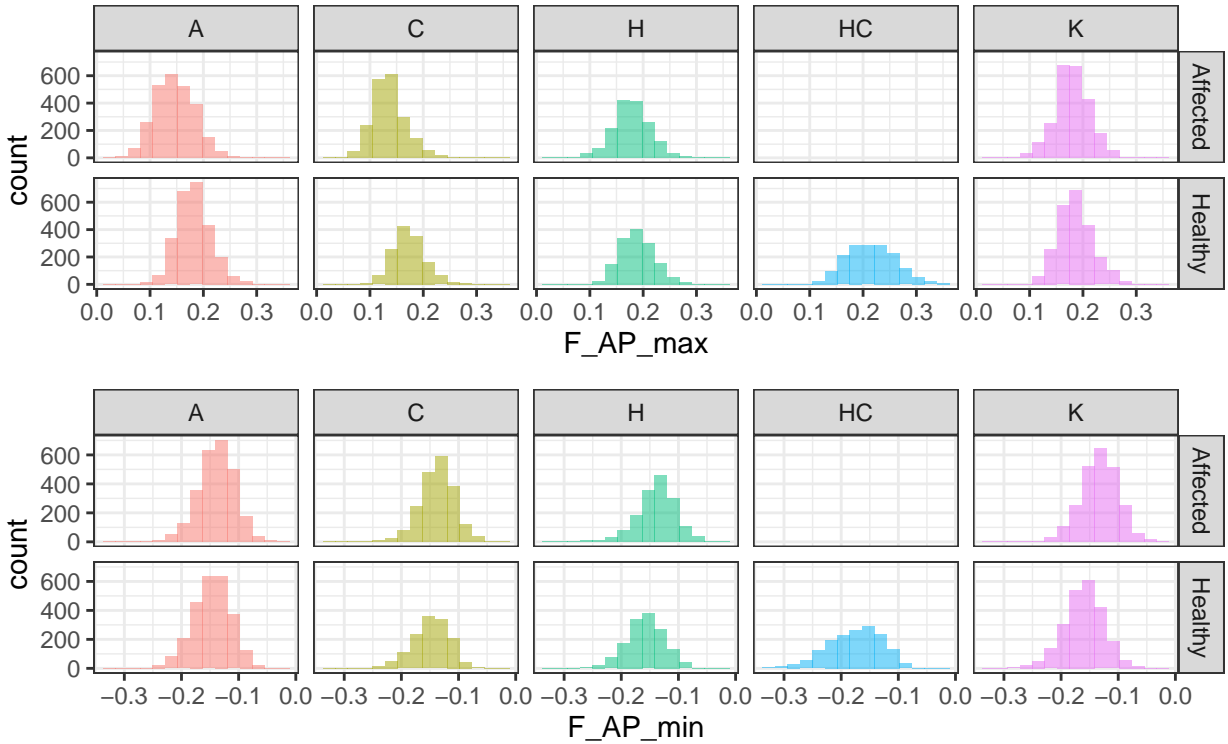 A C H HC K
600
400
200
0
Affected
600
400
200
0
Healthy
count
0.0 0.1 0.2 0.3 0.0 0.1 0.2 0.3 0.0 0.1 0.2 0.3 0.0 0.1 0.2 0.3 0.0 0.1 0.2 0.3
F_AP_max
A C H HC K
600
400
200
0
Affected
600
400
200
0
Healthy
count
−0.3 −0.2 −0.1 0.0 −0.3 −0.2 −0.1 0.0 −0.3 −0.2 −0.1 0.0 −0.3 −0.2 −0.1 0.0 −0.3 −0.2 −0.1 0.0
F_AP_min